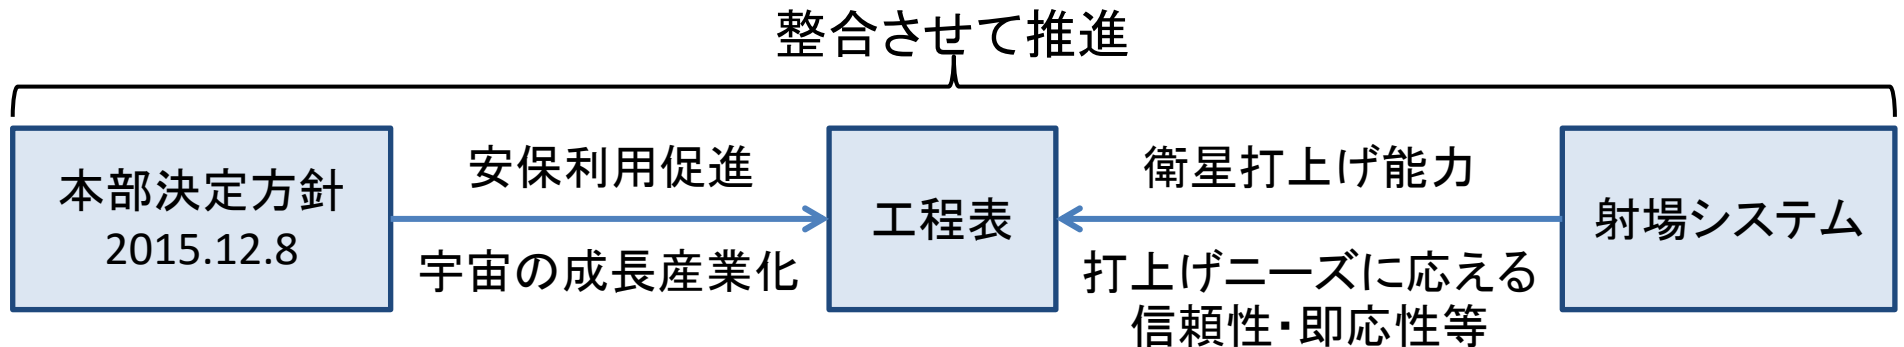 整合させて推進
本部決定方針
2015.12.8
安保利用促進
宇宙の成長産業化
工程表
衛星打上げ能力
打上げニーズに応える
信頼性・即応性等
射場システム